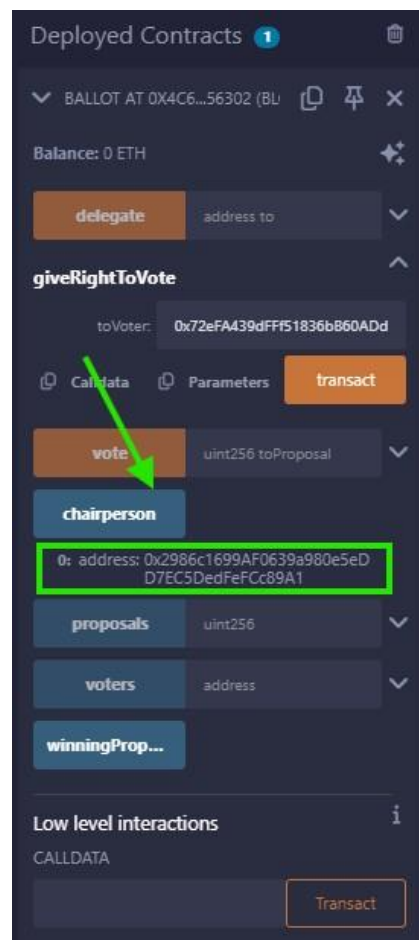 Deployed Contracts 1
BALLOT AT 0X4C6...56302 (BL
Balance: 0 ETH
delegate address to
giveRightToVote
toVoter: 0x72eFA439dFFf51836bB60ADd
Calldata Parameters transact
vote uint256 toProposal
chairperson
0: address: 0x2986c1699AF0639a980e5eD
D7EC5DedFeFCc89A1
proposals uint256
voters address
winningProp...
Low level interactions i
CALLDATA
Transact